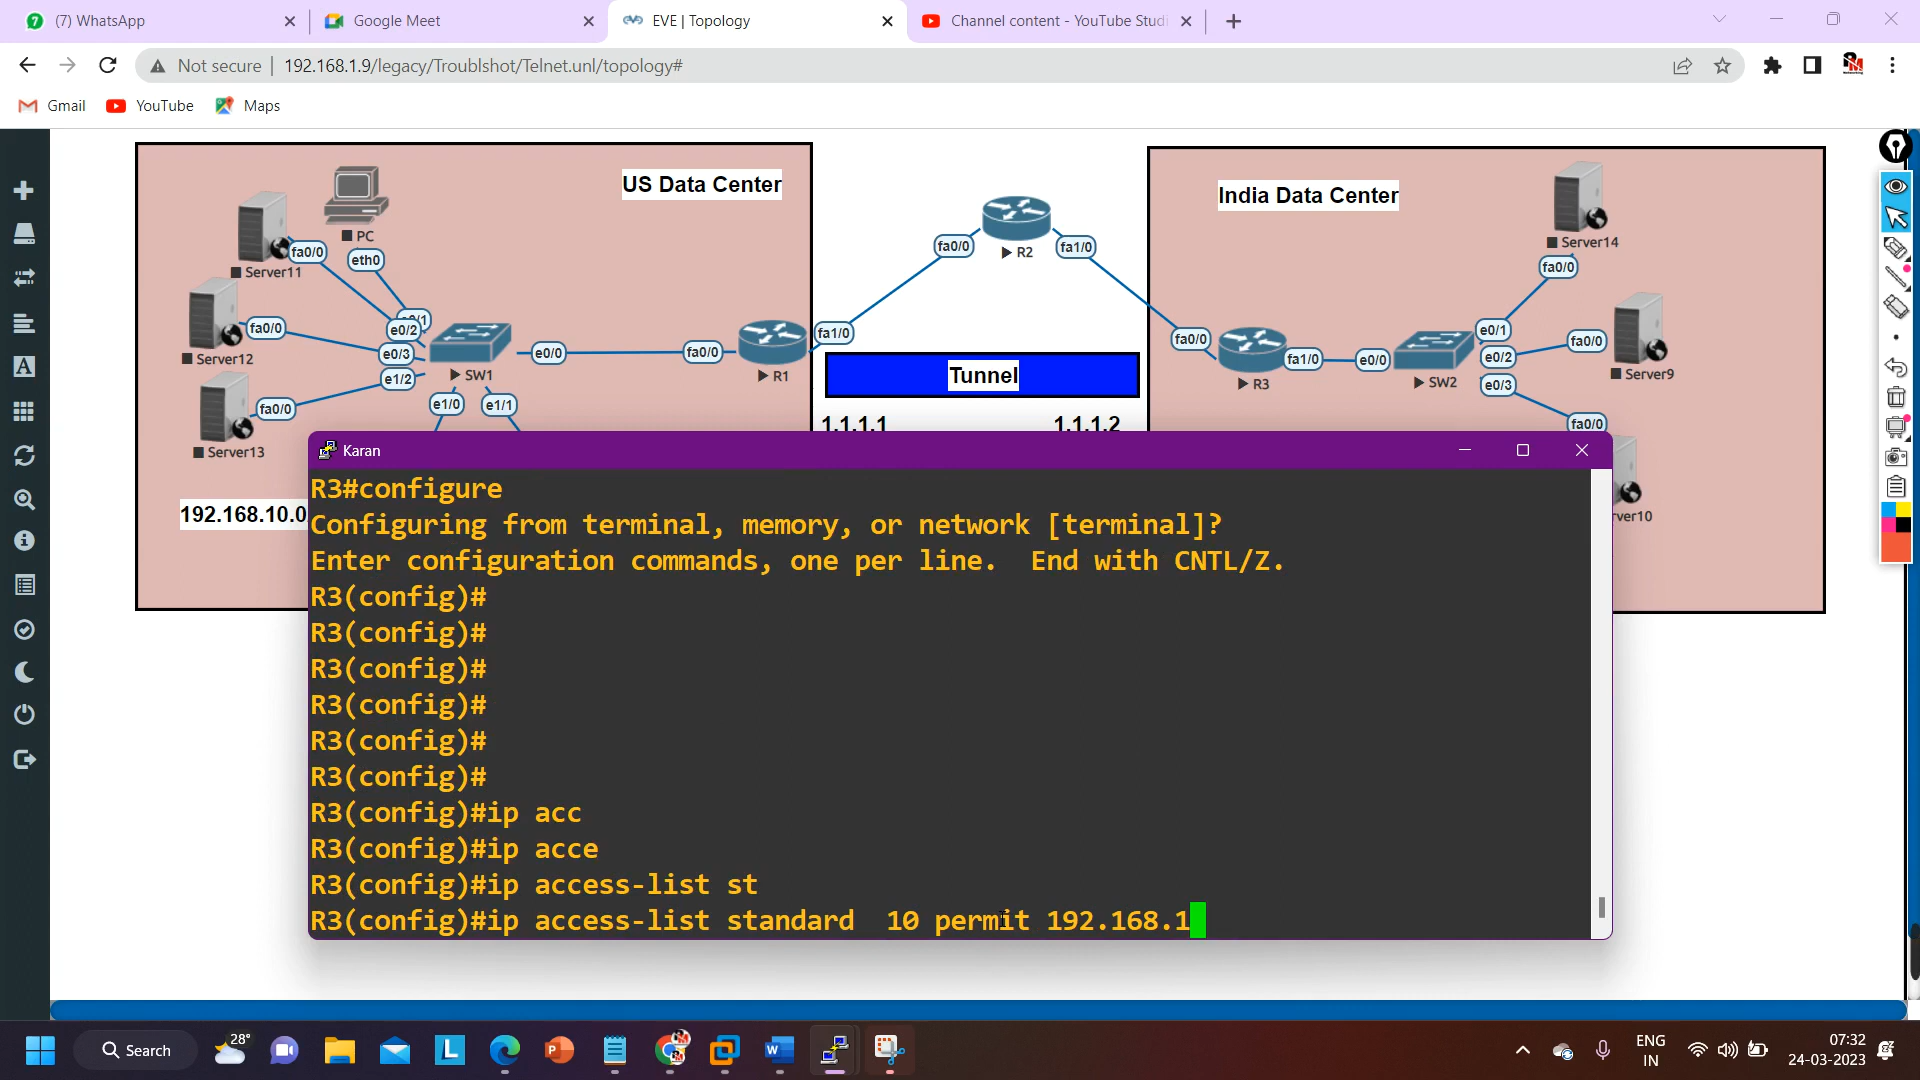 (7) WhatsApp
Google Meet
EVE | Topology
Channel content - YouTube Studi
Not secure
192.168.1.9/legacy/Troublshot/Telnet.unl/topology#
Gmail
YouTube
Maps
US Data Center
India Data Center
PC
Server11
fa0/0
eth0
Server12
fa0/0
Server13
fa0/0
e0/2
e0/3
e1/2
e1/0
e1/1
SW1
e0/0
fa0/0
R1
fa1/0
fa0/0
R2
fa1/0
Tunnel
1.1.1.1
1.1.1.2
fa0/0
R3
fa1/0
e0/0
SW2
e0/1
e0/2
e0/3
Server14
fa0/0
fa0/0
Server9
fa0/0
192.168.10.0
Karan
R3#configure
Configuring from terminal, memory, or network [terminal]?
Enter configuration commands, one per line.  End with CNTL/Z.
R3(config)#
R3(config)#
R3(config)#
R3(config)#
R3(config)#
R3(config)#
R3(config)#ip acc
R3(config)#ip acce
R3(config)#ip access-list st
R3(config)#ip access-list standard  10 permit 192.168.1
28°
Search
ENG
IN
07:32
24-03-2023